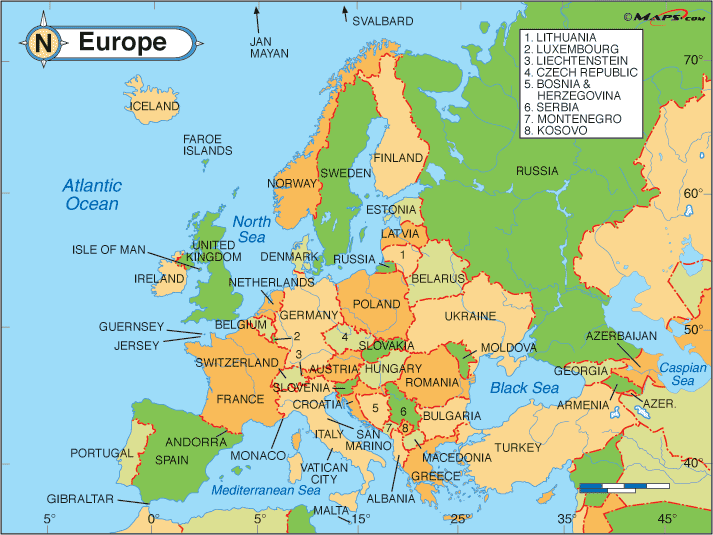 N Europe
SVALBARD
JAN
MAYAN
©MAPS.COM
1. LITHUANIA
2. LUXEMBOURG
3. LIECHTENSTEIN
4. CZECH REPUBLIC
5. BOSNIA &
HERZEGOVINA
6. SERBIA
7. MONTENEGRO
8. KOSOVO
70°
ICELAND
FAROE
ISLANDS
FINLAND
RUSSIA
SWEDEN
NORWAY
Atlantic
Ocean
60°
ESTONIA
North
Sea
LATVIA
ISLE OF MAN
UNITED
KINGDOM
DENMARK
RUSSIA
1
IRELAND
NETHERLANDS
BELARUS
POLAND
GERMANY
UKRAINE
GUERNSEY
JERSEY
BELGIUM
2
4
SLOVAKIA
MOLDOVA
50°
AZERBAIJAN
SWITZERLAND
3
AUSTRIA
HUNGARY
ROMANIA
GEORGIA
Caspian
Sea
SLOVENIA
Black Sea
FRANCE
CROATIA
5
6
BULGARIA
ARMENIA
AZER.
7
8
ANDORRA
ITALY
SAN
MARINO
TURKEY
PORTUGAL
SPAIN
MONACO
VATICAN
CITY
MACEDONIA
40°
GREECE
Mediterranean Sea
ALBANIA
GIBRALTAR
MALTA
5°
0°
5°
15°
25°
35°
45°